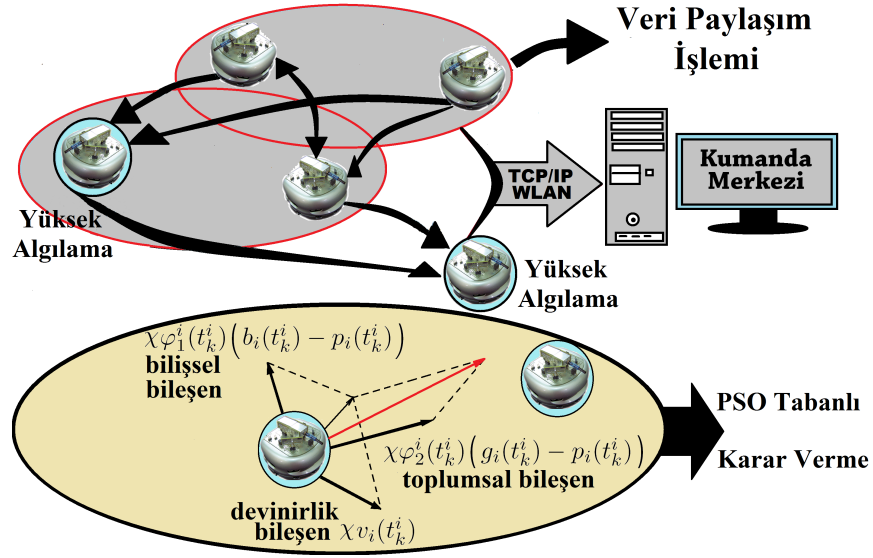 Veri Paylaşım
İşlemi
TCP/IP
WLAN
Kumanda
Merkezi
Yüksek
Algılama
Yüksek
Algılama
χφ₁ⁱ(tₖⁱ)(bᵢ(tₖⁱ) − pᵢ(tₖⁱ))
bilişsel
bileşen
PSO Tabanlı
Karar Verme
χφ₂ⁱ(tₖⁱ)(gᵢ(tₖⁱ) − pᵢ(tₖⁱ))
toplumsal bileşen
devinirlik
bileşen
χvᵢ(tₖⁱ)